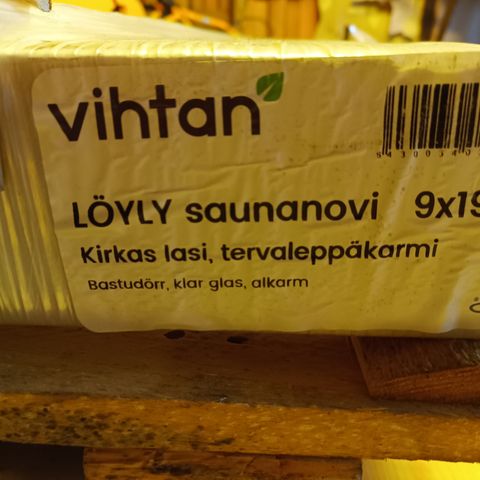 vihtan
LÖYLY saunanovi 9x19
Kirkas lasi, tervaleppäkarmi
Bastudörr, klar glas, alkarm